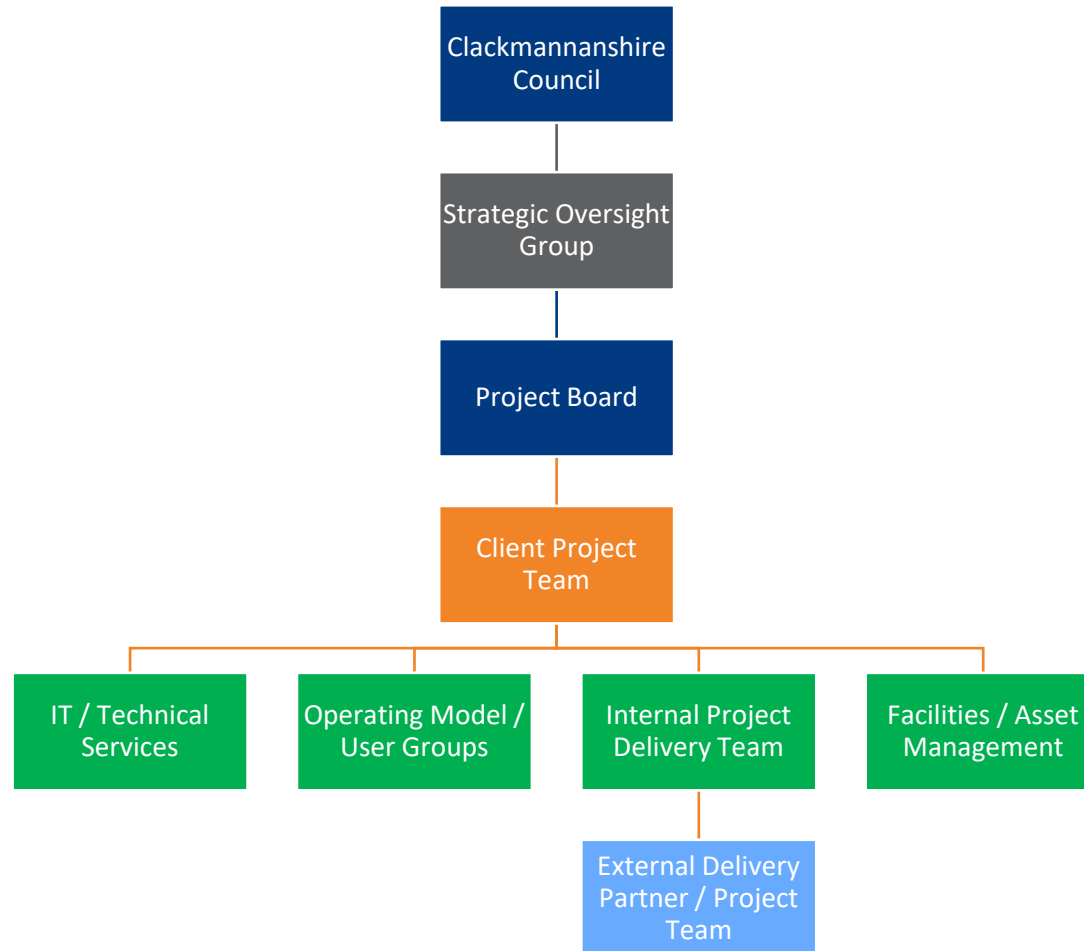 Clackmannanshire
Council
Strategic Oversight
Group
Project Board
Client Project
Team
IT / Technical
Services
Operating Model /
User Groups
Internal Project
Delivery Team
Facilities / Asset
Management
External Delivery
Partner / Project
Team